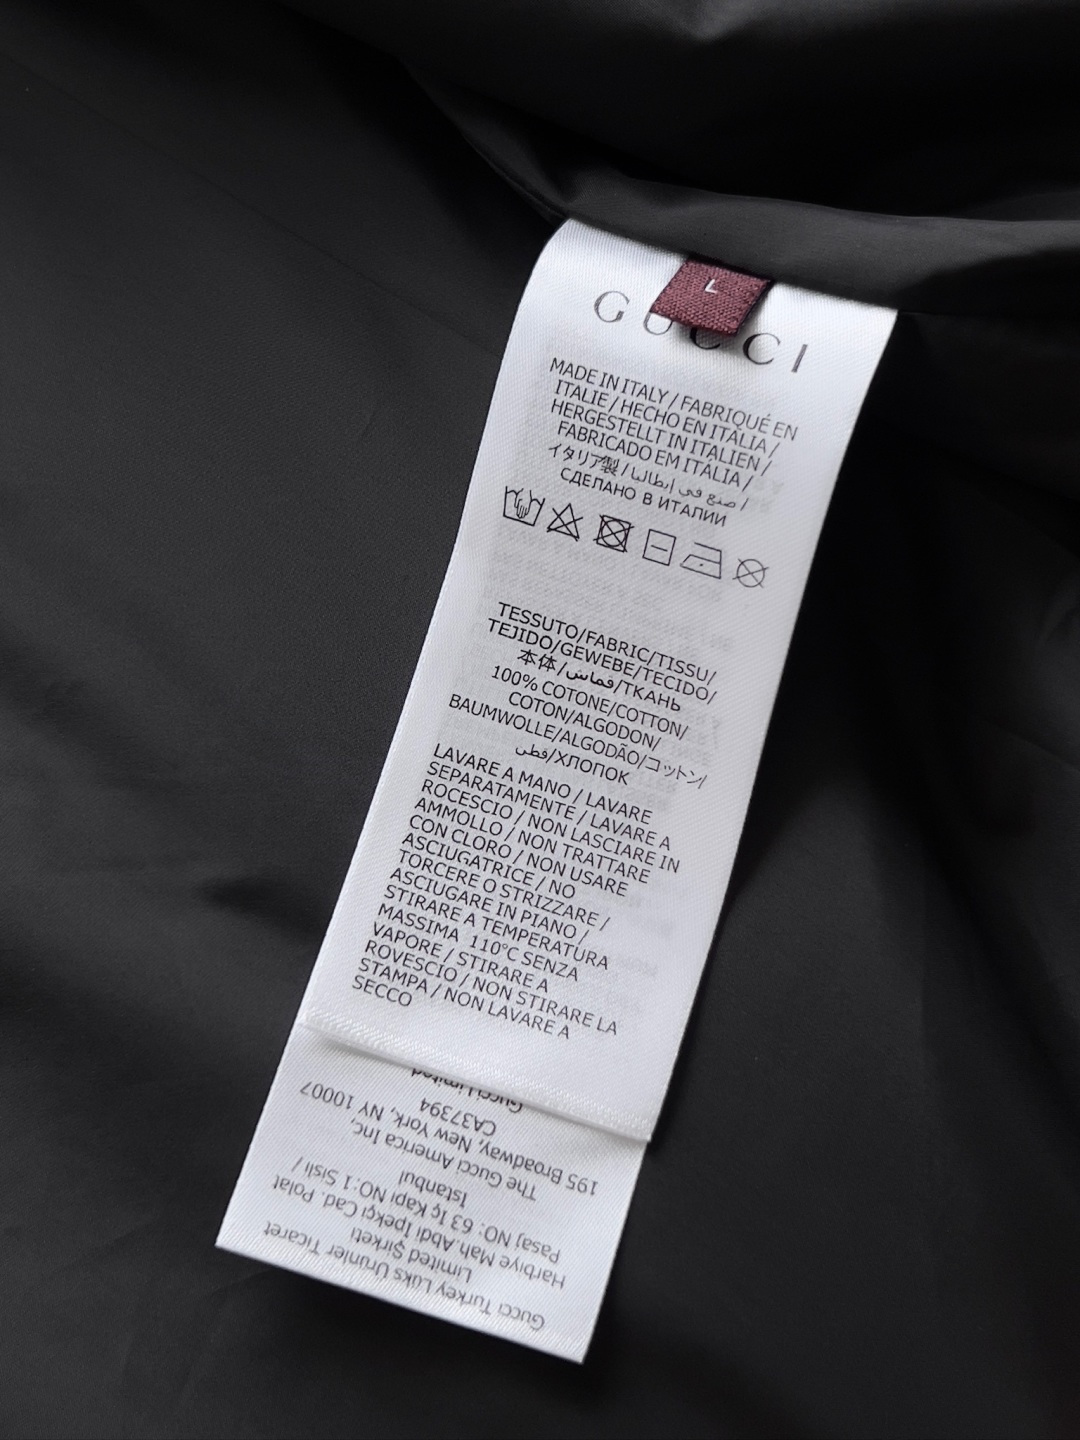 L
GUCCI
MADE IN ITALY / FABRIQUÉ EN
ITALIE / HECHO EN ITÁLIA /
HERGESTELLT IN ITALIEN /
FABRICADO EM ITÁLIA /
イタリア製 / صنع في إيطاليا /
СДЕЛАНО В ИТАЛИИ
TESSUTO/FABRIC/TISSU/
TEJIDO/GEWEBE/TECIDO/
本体/قماش/ТКАНЬ
100% COTONE/COTTON/
COTON/ALGODON/
BAUMWOLLE/ALGODÃO/コットン/
قطن/ХЛОПОК
LAVARE A MANO / LAVARE
SEPARATAMENTE / LAVARE A
ROCESCIO / NON LASCIARE IN
AMMOLLO / NON TRATTARE
CON CLORO / NON USARE
ASCIUGATRICE / NO
TORCERE O STRIZZARE /
ASCIUGARE IN PIANO /
STIRARE A TEMPERATURA
MASSIMA 110°C SENZA
VAPORE / STIRARE A
ROVESCIO / NON STIRARE LA
STAMPA / NON LAVARE A
SECCO
Gucci Turkey Lüks Ürünler Ticaret
Limited Şirketi
Harbiye Mah.Abdi İpekçi Cad. Polat
Pasaj NO: 63 İç Kapı NO:1 Sisli /
Istanbul
The Gucci America Inc,
195 Broadway, New York, NY 10007
CA37394
Gucci Limited